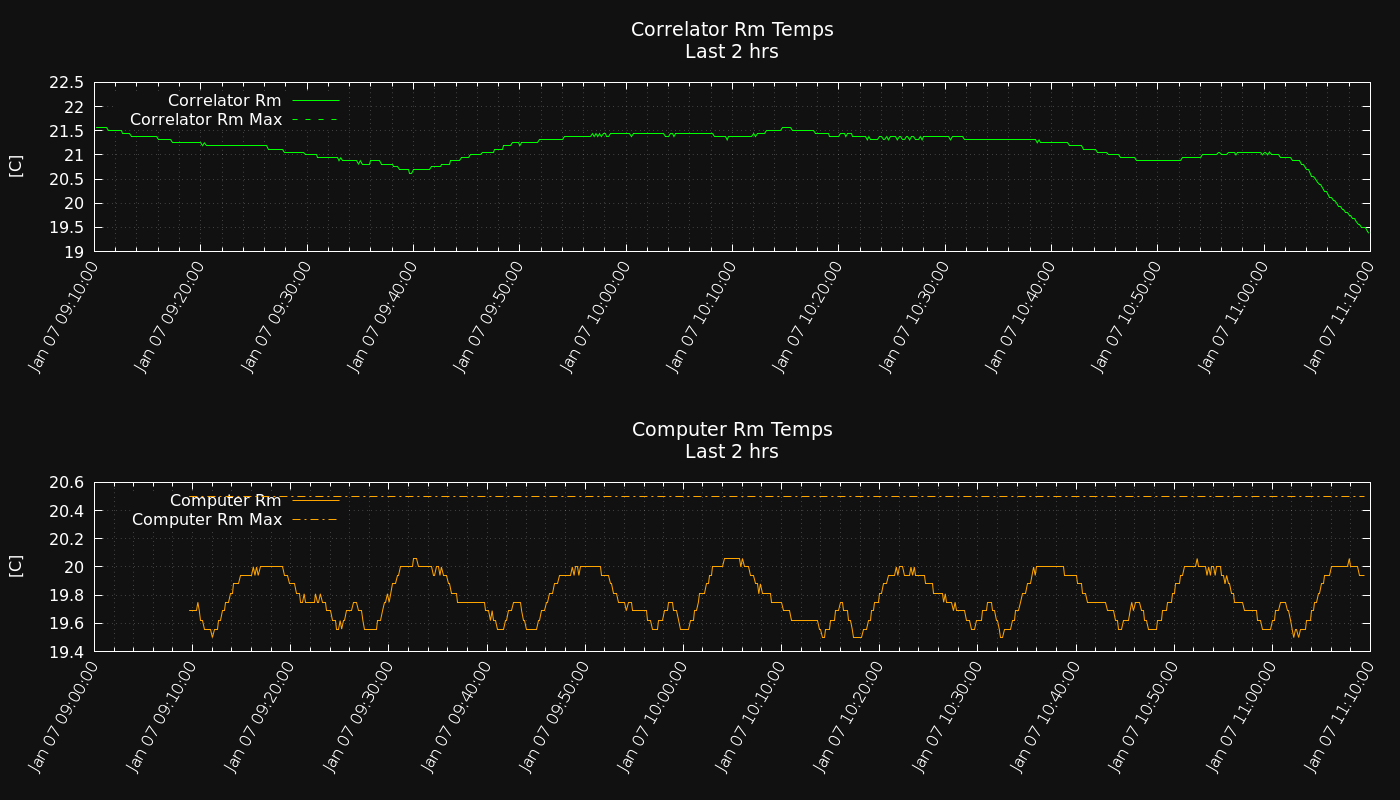 Correlator Rm Temps
Last 2 hrs
22.5
22
21.5
21
20.5
20
19.5
19
[C]
Correlator Rm
Correlator Rm Max
Jan 07 09:10:00
Jan 07 09:20:00
Jan 07 09:30:00
Jan 07 09:40:00
Jan 07 09:50:00
Jan 07 10:00:00
Jan 07 10:10:00
Jan 07 10:20:00
Jan 07 10:30:00
Jan 07 10:40:00
Jan 07 10:50:00
Jan 07 11:00:00
Jan 07 11:10:00
Computer Rm Temps
Last 2 hrs
20.6
20.4
20.2
20
19.8
19.6
19.4
[C]
Computer Rm
Computer Rm Max
Jan 07 09:00:00
Jan 07 09:10:00
Jan 07 09:20:00
Jan 07 09:30:00
Jan 07 09:40:00
Jan 07 09:50:00
Jan 07 10:00:00
Jan 07 10:10:00
Jan 07 10:20:00
Jan 07 10:30:00
Jan 07 10:40:00
Jan 07 10:50:00
Jan 07 11:00:00
Jan 07 11:10:00